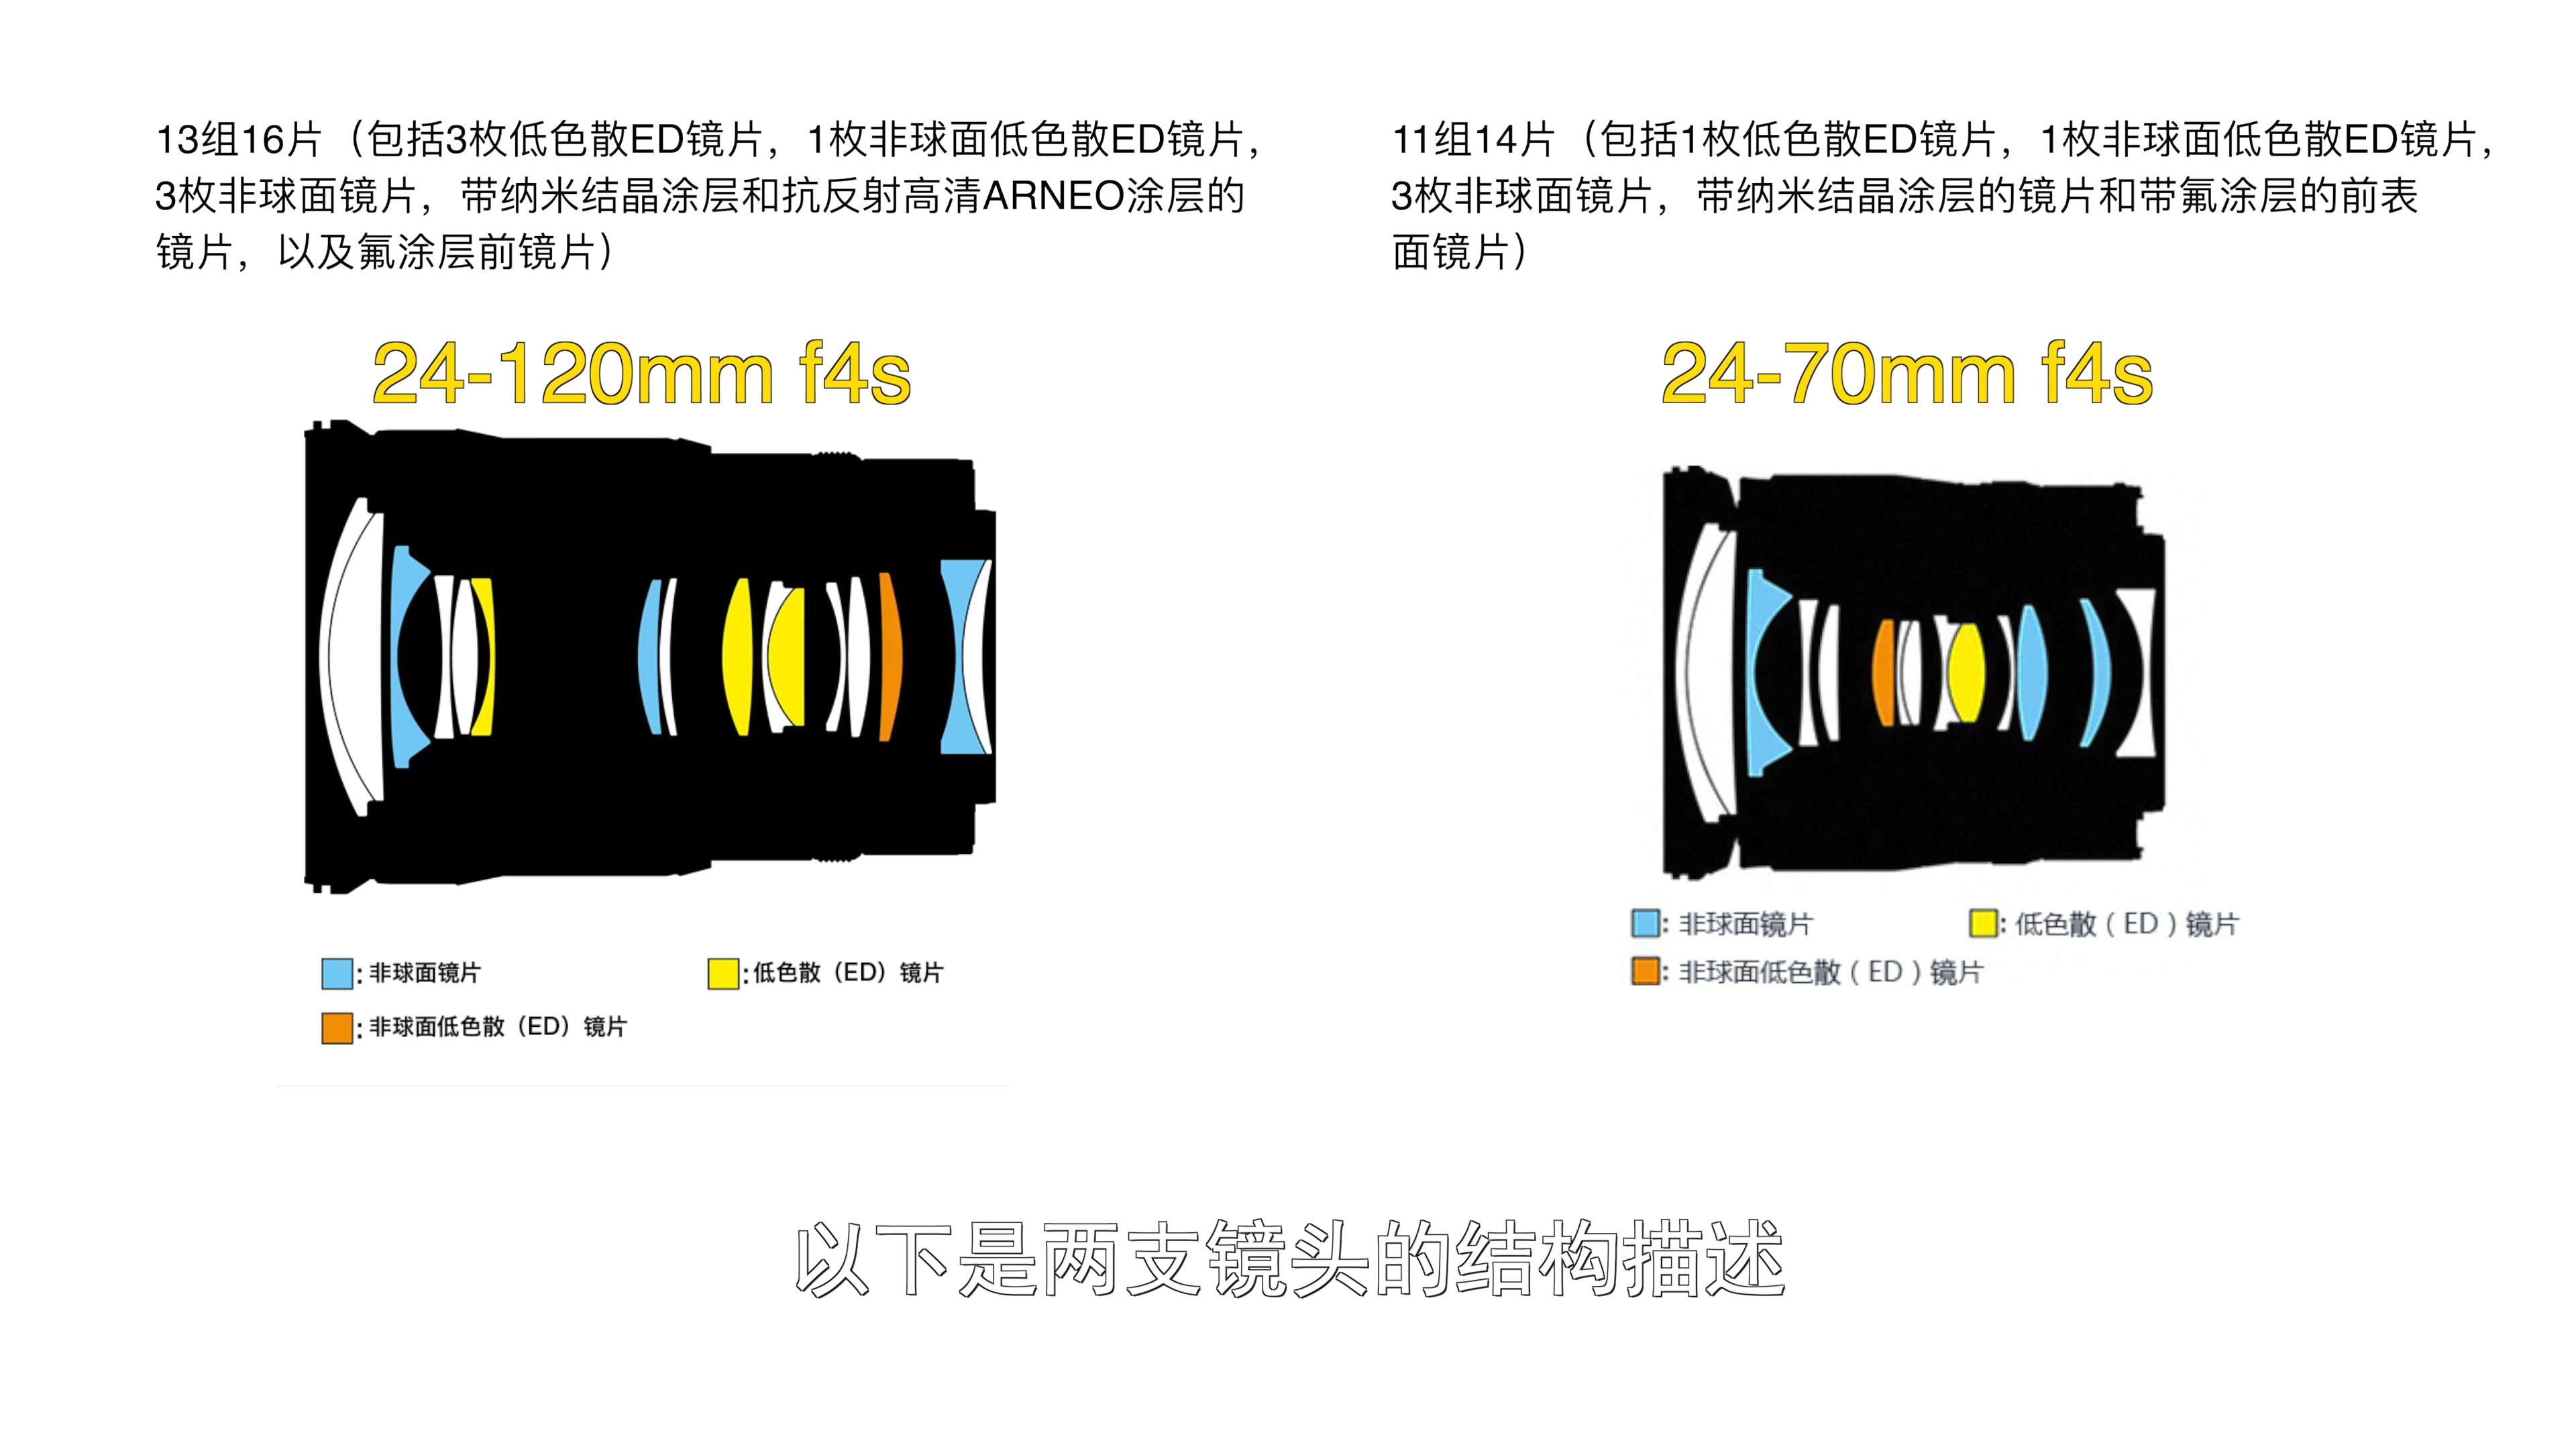 13组16片（包括3枚低色散ED镜片，1枚非球面低色散ED镜片，
3枚非球面镜片，带纳米结晶涂层和抗反射高清ARNEO涂层的
镜片，以及氟涂层前镜片）
24-120mm f4s
：非球面镜片
：低色散（ED）镜片
：非球面低色散（ED）镜片
11组14片（包括1枚低色散ED镜片，1枚非球面低色散ED镜片，
3枚非球面镜片，带纳米结晶涂层的镜片和带氟涂层的前表
面镜片）
24-70mm f4s
：非球面镜片
：低色散（ED）镜片
：非球面低色散（ED）镜片
以下是两支镜头的结构描述